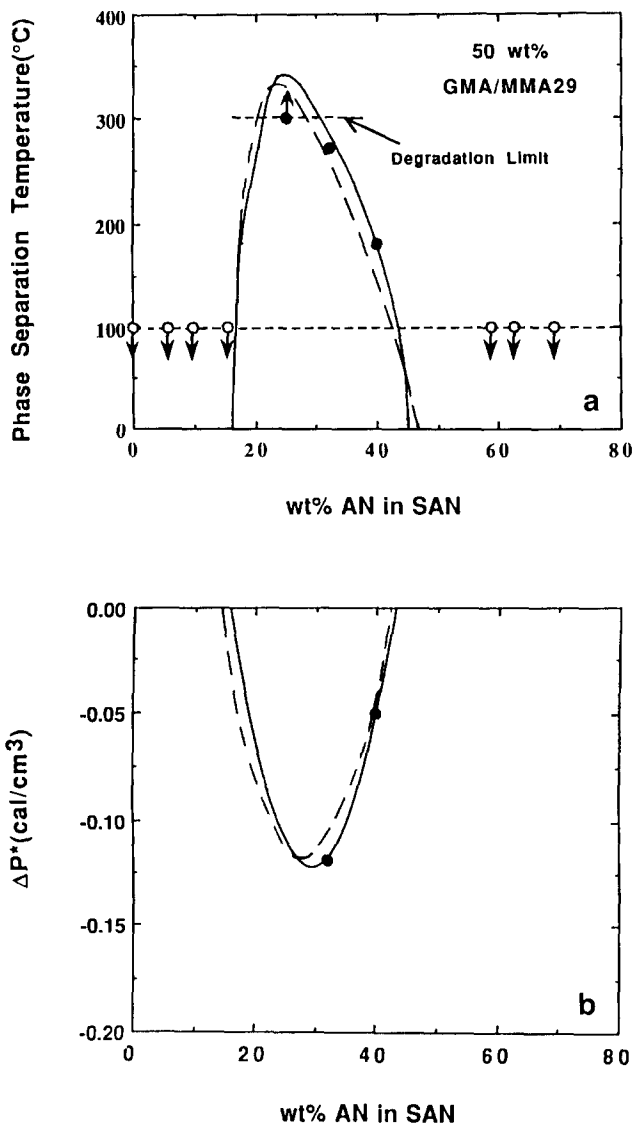 400
300
200
100
0
Phase Separation Temperature(°C)
50 wt%
GMA/MMA29
Degradation Limit
a
0 20 40 60 80
wt% AN in SAN
0.00
-0.05
-0.10
-0.15
-0.20
ΔP*(cal/cm³)
b
0 20 40 60 80
wt% AN in SAN